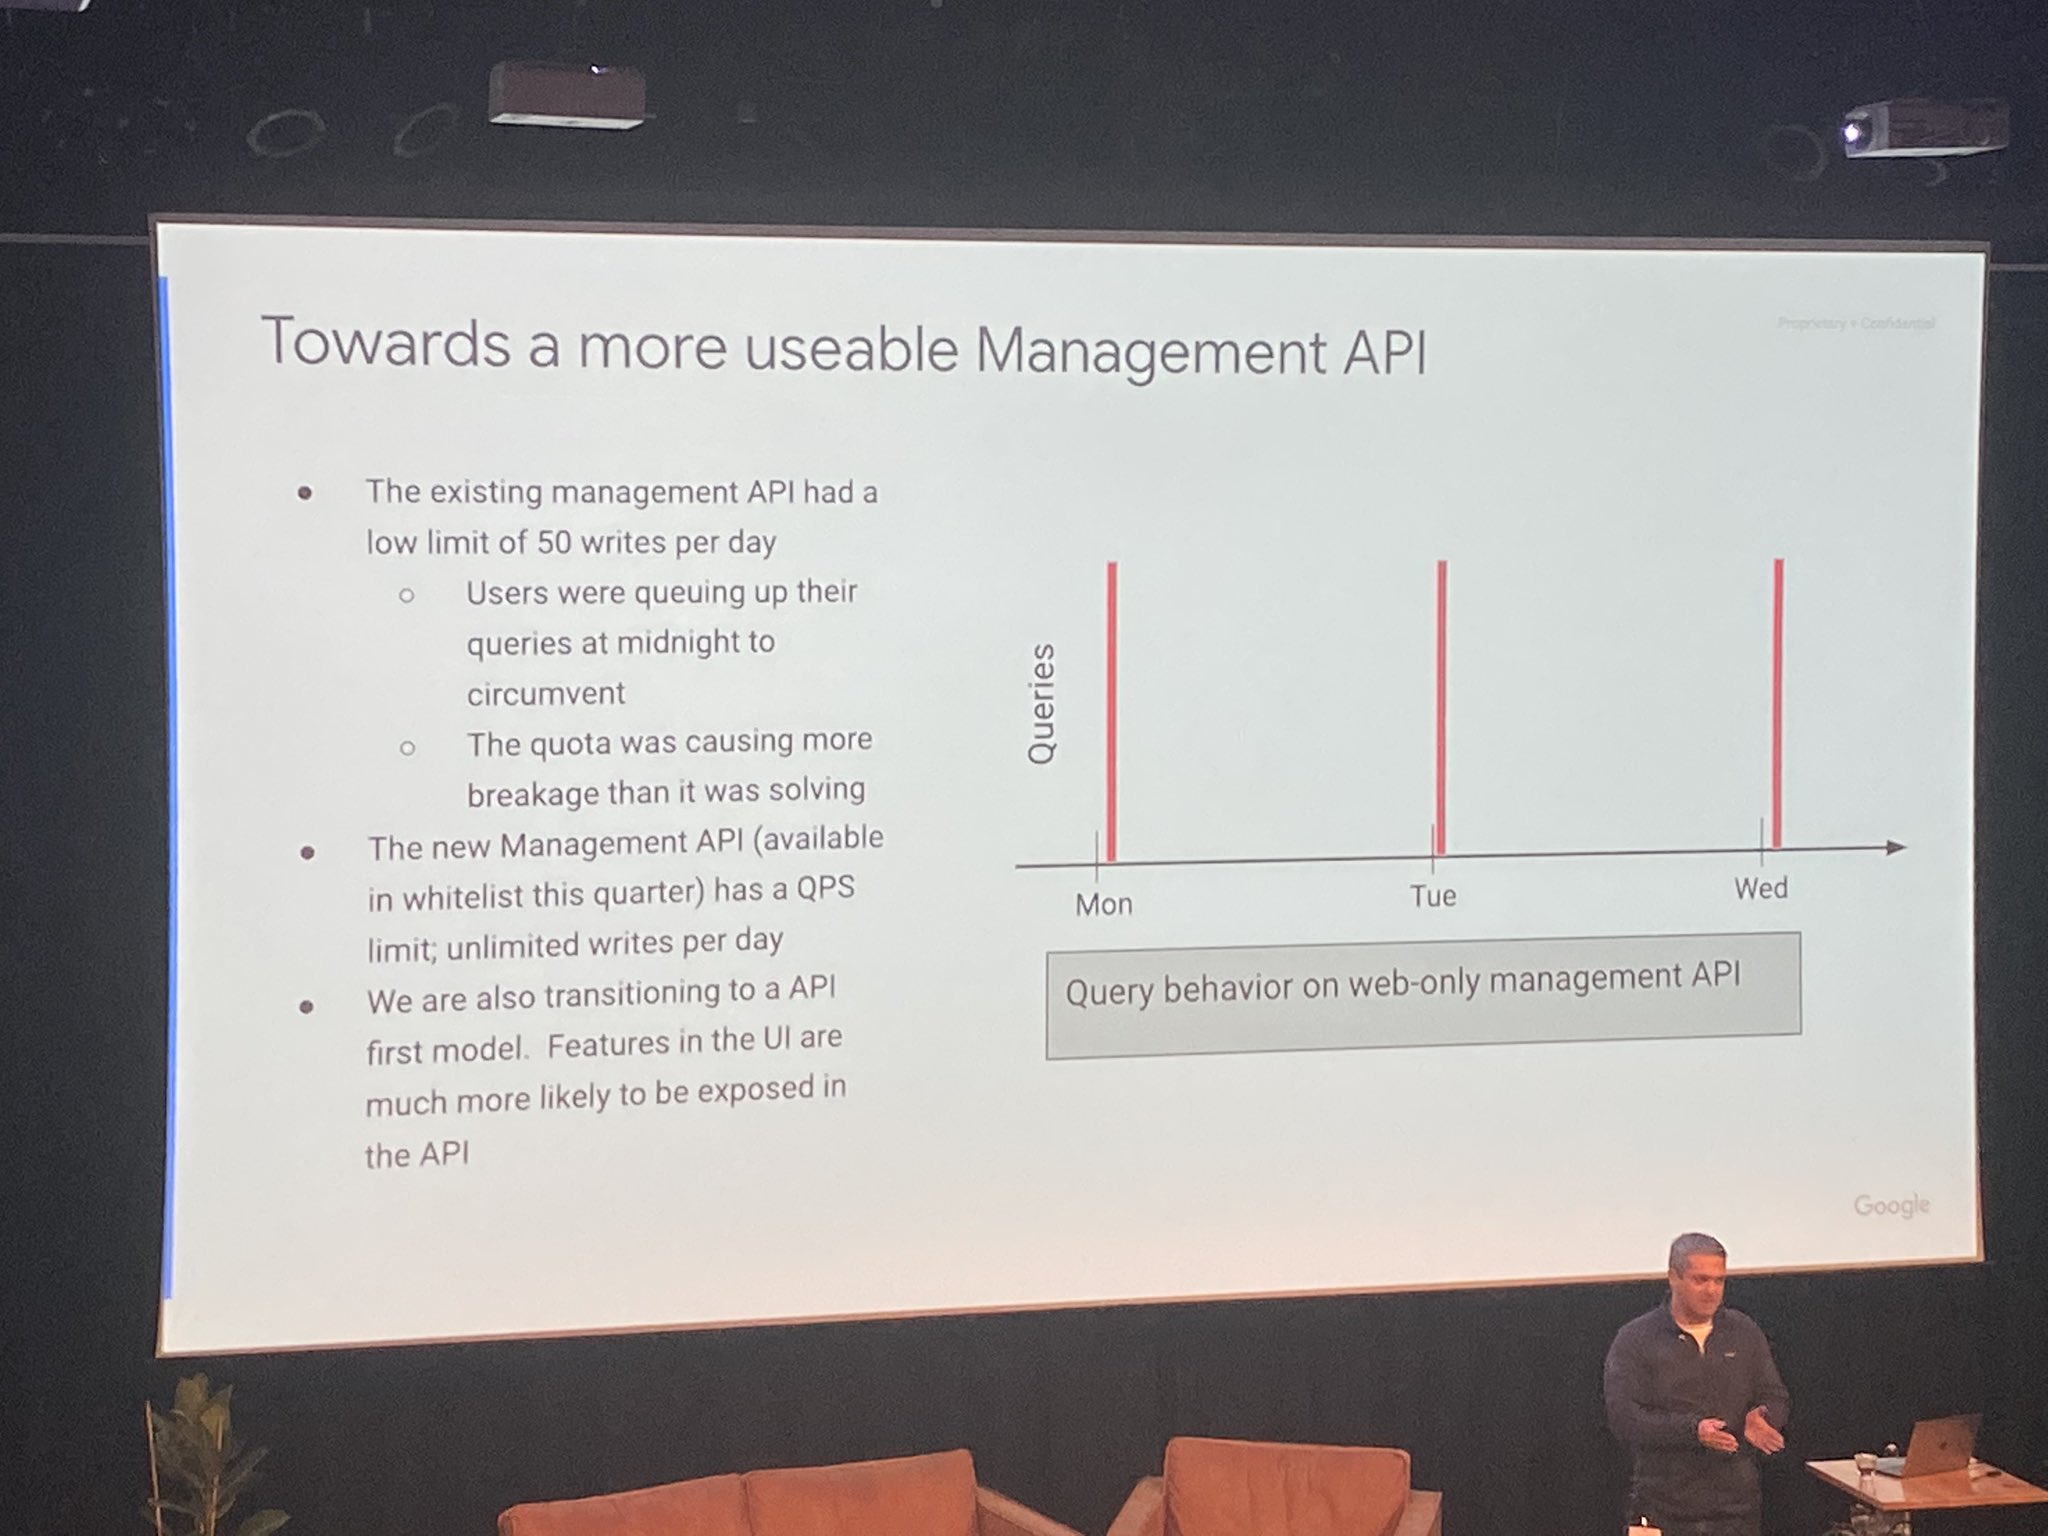 Towards a more useable Management API
Proprietary + Confidential
● The existing management API had a
low limit of 50 writes per day
○ Users were queuing up their
queries at midnight to
circumvent
○ The quota was causing more
breakage than it was solving
● The new Management API (available
in whitelist this quarter) has a QPS
limit; unlimited writes per day
● We are also transitioning to a API
first model. Features in the UI are
much more likely to be exposed in
the API
Queries
Mon
Tue
Wed
Query behavior on web-only management API
Google